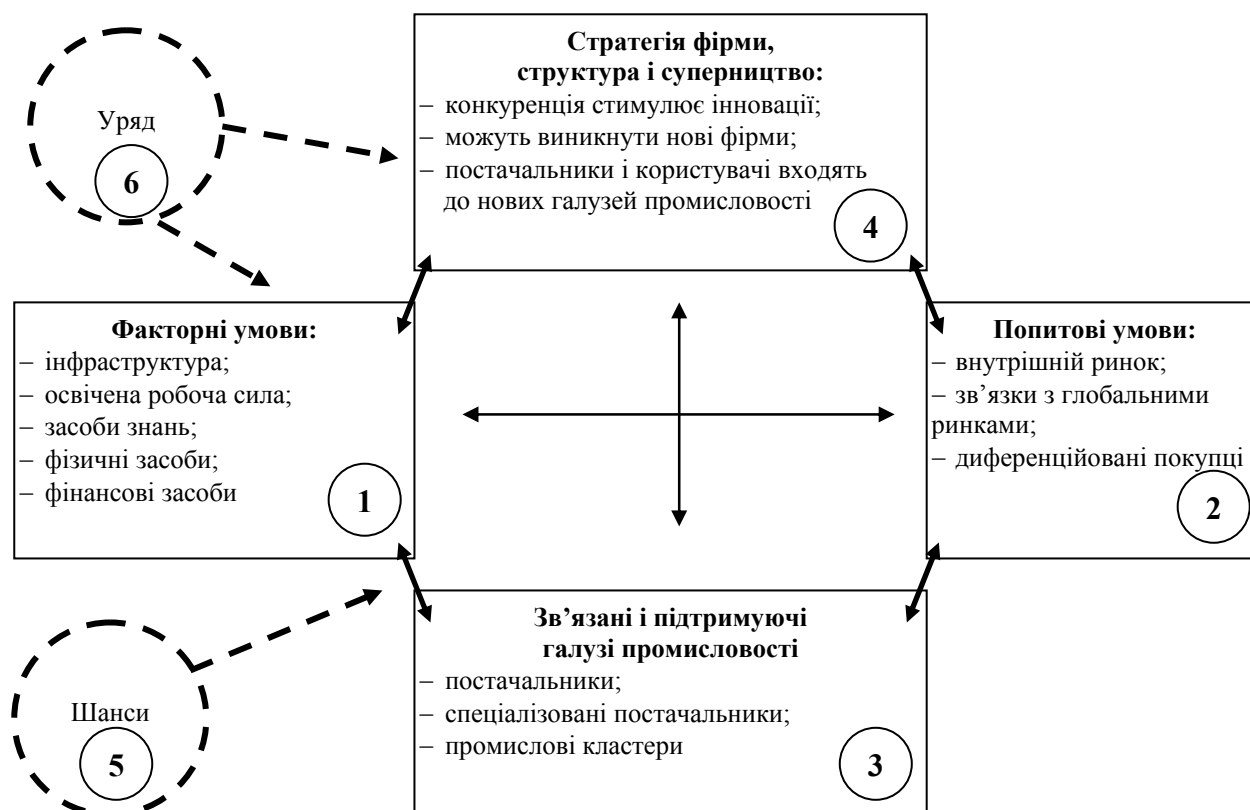 Уряд
6
Стратегія фірми,
структура і суперництво:
– конкуренція стимулює інновації;
– можуть виникнути нові фірми;
– постачальники і користувачі входять
до нових галузей промисловості
4
Факторні умови:
– інфраструктура;
– освічена робоча сила;
– засоби знань;
– фізичні засоби;
– фінансові засоби
1
Попитові умови:
– внутрішній ринок;
– зв’язки з глобальними
ринками;
– диференційовані покупці
2
Шанси
5
Зв’язані і підтримуючі
галузі промисловості
– постачальники;
– спеціалізовані постачальники;
– промислові кластери
3